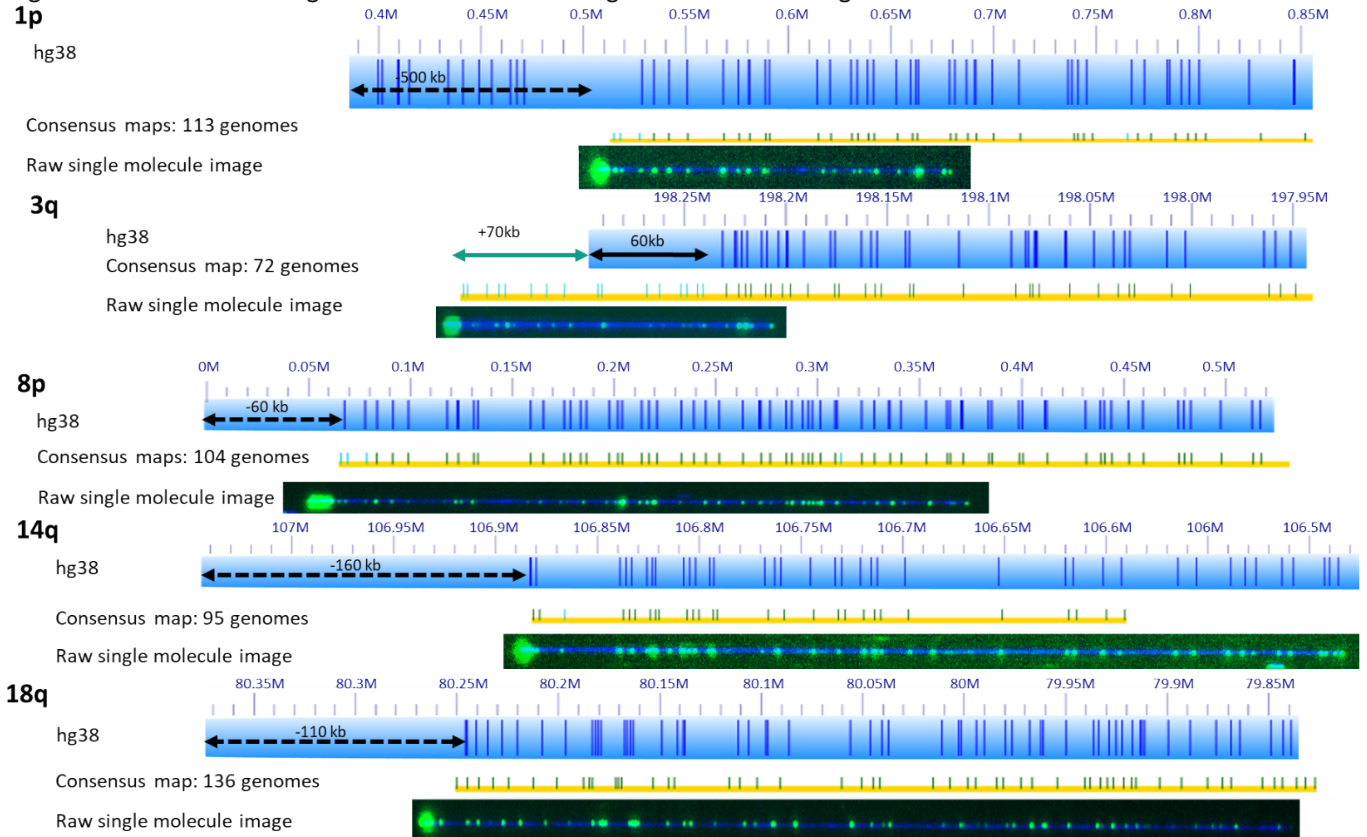 1p
0.4M 0.45M 0.5M 0.55M 0.6M 0.65M 0.7M 0.75M 0.8M 0.85M
hg38
-500 kb
Consensus maps: 113 genomes
Raw single molecule image
3q
198.25M 198.2M 198.15M 198.1M 198.05M 198.0M 197.95M
hg38
+70kb
60kb
Consensus map: 72 genomes
Raw single molecule image
8p
0M 0.05M 0.1M 0.15M 0.2M 0.25M 0.3M 0.35M 0.4M 0.45M 0.5M
hg38
-60 kb
Consensus maps: 104 genomes
Raw single molecule image
14q
107M 106.95M 106.9M 106.85M 106.8M 106.75M 106.7M 106.65M 106.6M 106M 106.5M
hg38
-160 kb
Consensus map: 95 genomes
Raw single molecule image
18q
80.35M 80.3M 80.25M 80.2M 80.15M 80.1M 80.05M 80M 79.95M 79.9M 79.85M
hg38
-110 kb
Consensus map: 136 genomes
Raw single molecule image